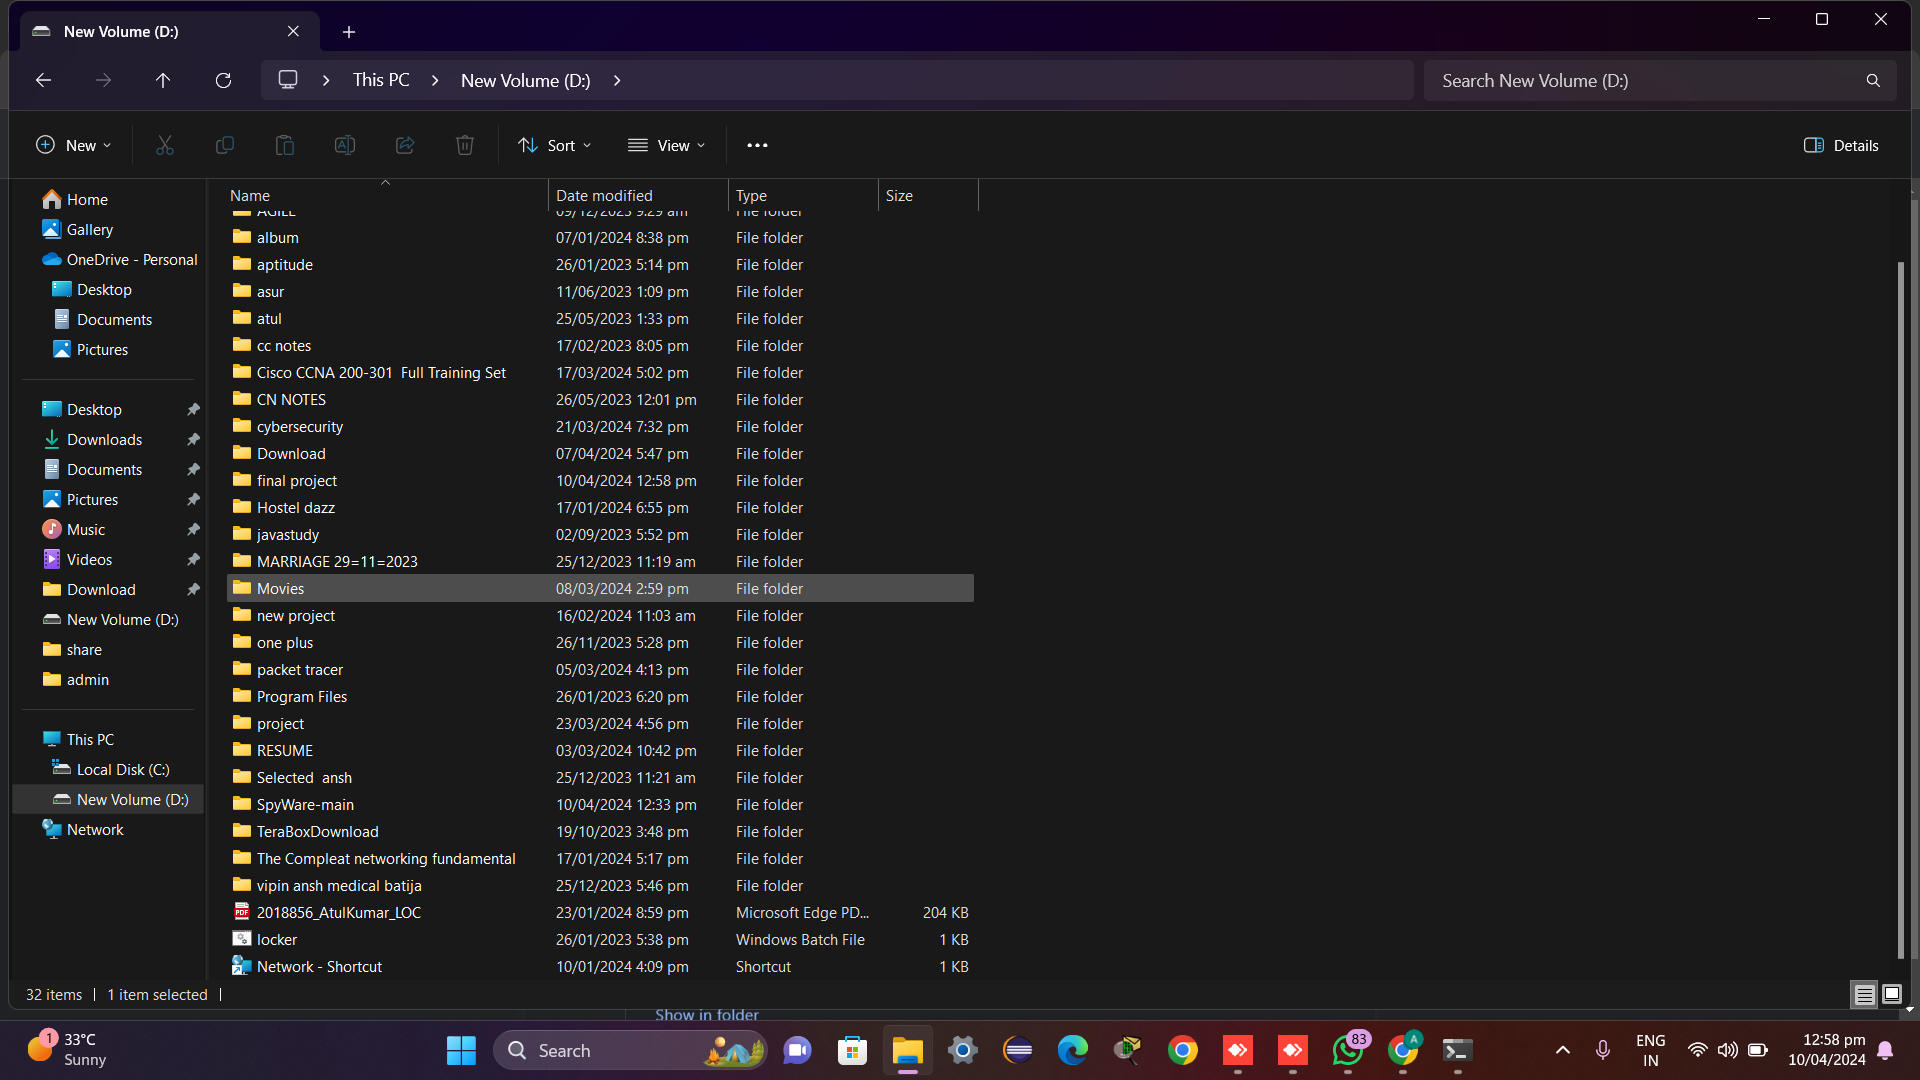 New Volume (D:)
This PC > New Volume (D:) >
Search New Volume (D:)
New Sort View ••• Details
Name Date modified Type Size
AGILE 09/12/2023 9:29 am File folder
album 07/01/2024 8:38 pm File folder
aptitude 26/01/2023 5:14 pm File folder
asur 11/06/2023 1:09 pm File folder
atul 25/05/2023 1:33 pm File folder
cc notes 17/02/2023 8:05 pm File folder
Cisco CCNA 200-301  Full Training Set 17/03/2024 5:02 pm File folder
CN NOTES 26/05/2023 12:01 pm File folder
cybersecurity 21/03/2024 7:32 pm File folder
Download 07/04/2024 5:47 pm File folder
final project 10/04/2024 12:58 pm File folder
Hostel dazz 17/01/2024 6:55 pm File folder
javastudy 02/09/2023 5:52 pm File folder
MARRIAGE 29=11=2023 25/12/2023 11:19 am File folder
Movies 08/03/2024 2:59 pm File folder
new project 16/02/2024 11:03 am File folder
one plus 26/11/2023 5:28 pm File folder
packet tracer 05/03/2024 4:13 pm File folder
Program Files 26/01/2023 6:20 pm File folder
project 23/03/2024 4:56 pm File folder
RESUME 03/03/2024 10:42 pm File folder
Selected  ansh 25/12/2023 11:21 am File folder
SpyWare-main 10/04/2024 12:33 pm File folder
TeraBoxDownload 19/10/2023 3:48 pm File folder
The Compleat networking fundamental 17/01/2024 5:17 pm File folder
vipin ansh medical batija 25/12/2023 5:46 pm File folder
2018856_AtulKumar_LOC 23/01/2024 8:59 pm Microsoft Edge PD... 204 KB
locker 26/01/2023 5:38 pm Windows Batch File 1 KB
Network - Shortcut 10/01/2024 4:09 pm Shortcut 1 KB
Home
Gallery
OneDrive - Personal
Desktop
Documents
Pictures
Desktop
Downloads
Documents
Pictures
Music
Videos
Download
New Volume (D:)
share
admin
This PC
Local Disk (C:)
New Volume (D:)
Network
32 items | 1 item selected |
Show in folder
1
33°C
Sunny
Search
83
A
ENG
IN
12:58 pm
10/04/2024